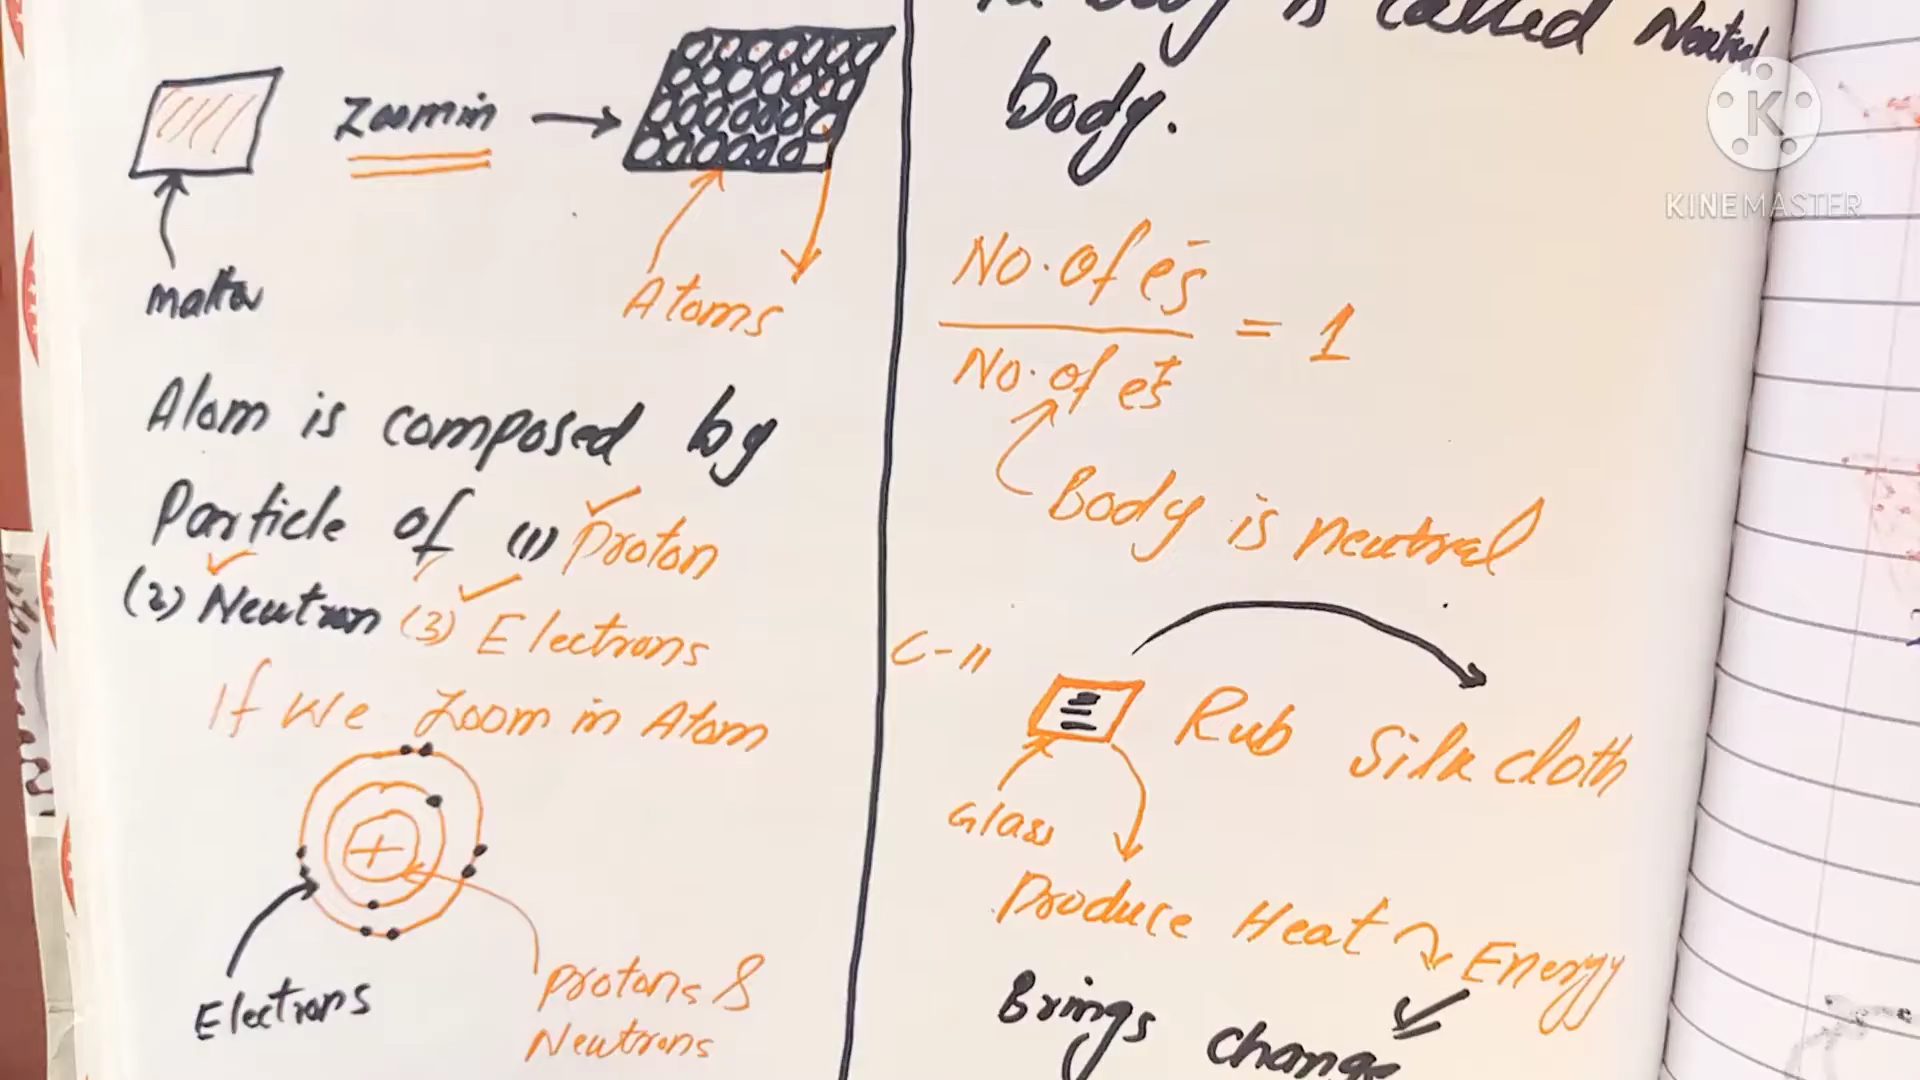 Zoomin
matter
Atoms
Atom is composed by
Particle of (1) Proton
(2) Neutron (3) Electrons
If we Zoom in Atom
+
Electrons
Protons &
Neutrons
is called Neutral
body.
No. of e⁻s
No. of e⁺s
= 1
Body is neutral
C-II
Rub Silk cloth
Glass
Produce Heat Energy
Brings change
K
KINEMASTER